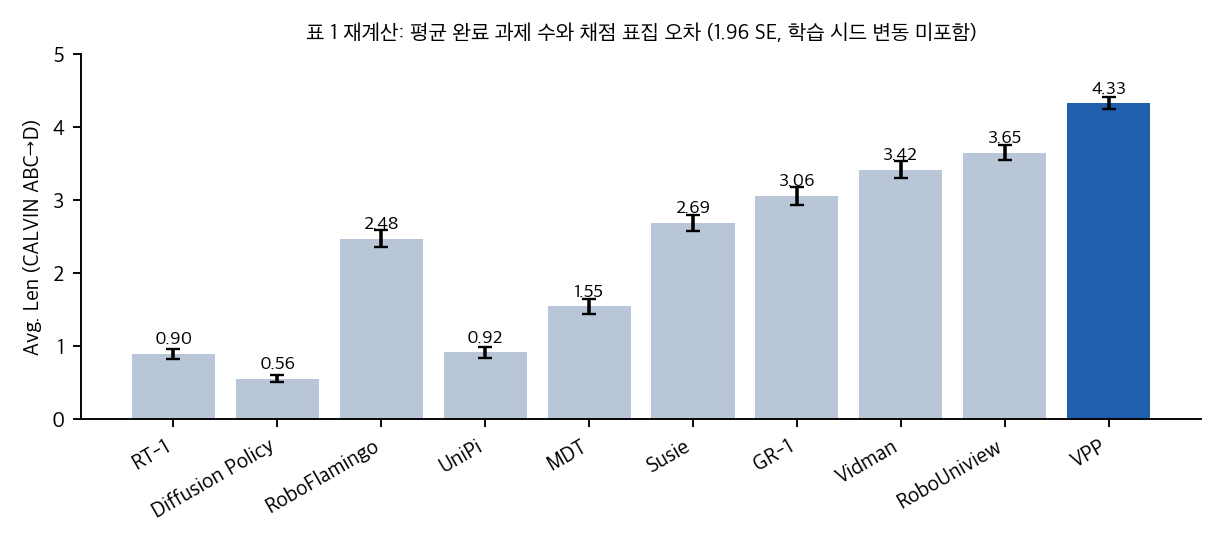 표 1 재계산: 평균 완료 과제 수와 채점 표집 오차 (1.96 SE, 학습 시드 변동 미포함)
Avg. Len (CALVIN ABC→D)
5
4
3
2
1
0
0.90
0.56
2.48
0.92
1.55
2.69
3.06
3.42
3.65
4.33
RT-1
Diffusion Policy
RoboFlamingo
UniPi
MDT
Susie
GR-1
Vidman
RoboUniview
VPP